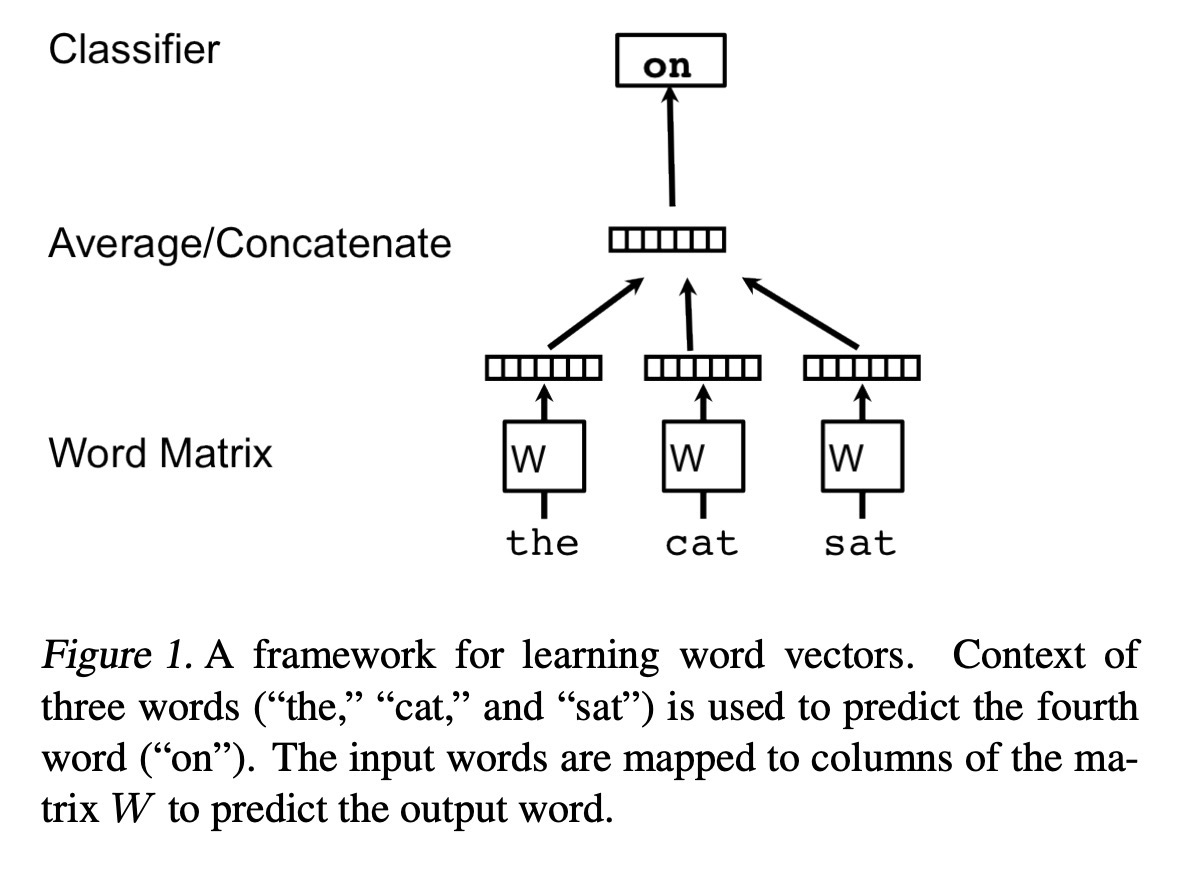 Classifier
on
Average/Concatenate
Word Matrix
W W W
the cat sat
Figure 1. A framework for learning word vectors. Context of
three words (“the,” “cat,” and “sat”) is used to predict the fourth
word (“on”). The input words are mapped to columns of the ma-
trix W to predict the output word.